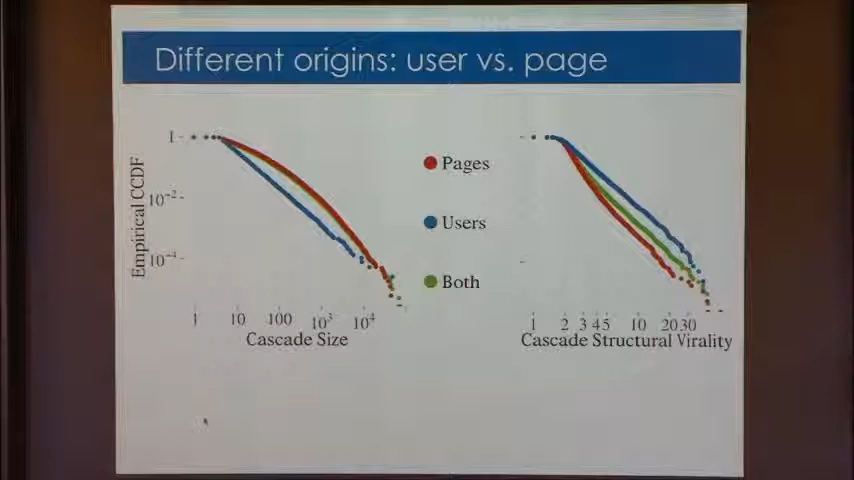 Different origins: user vs. page
Empirical CCDF
1
10⁻²
10⁻⁴
1 10 100 10³ 10⁴
Cascade Size
Pages
Users
Both
1 2 3 4 5 10 20 30
Cascade Structural Virality